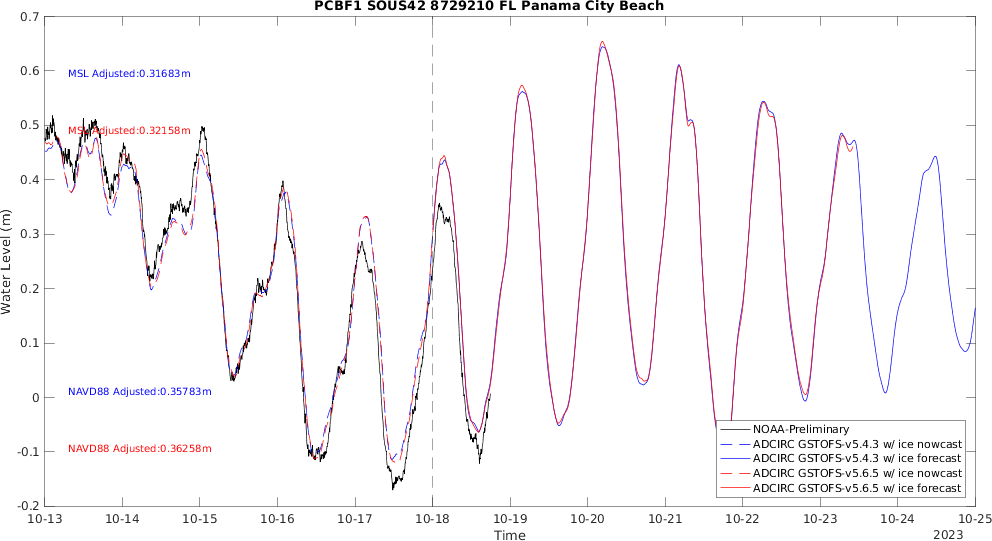 PCBF1 SOUS42 8729210 FL Panama City Beach
Water Level (m)
0.7
0.6
0.5
0.4
0.3
0.2
0.1
0
-0.1
-0.2
MSL Adjusted:0.31683m
MSL Adjusted:0.32158m
NAVD88 Adjusted:0.35783m
NAVD88 Adjusted:0.36258m
NOAA-Preliminary
ADCIRC GSTOFS-v5.4.3 w/ ice nowcast
ADCIRC GSTOFS-v5.4.3 w/ ice forecast
ADCIRC GSTOFS-v5.6.5 w/ ice nowcast
ADCIRC GSTOFS-v5.6.5 w/ ice forecast
10-13 10-14 10-15 10-16 10-17 10-18 10-19 10-20 10-21 10-22 10-23 10-24 10-25
Time
2023